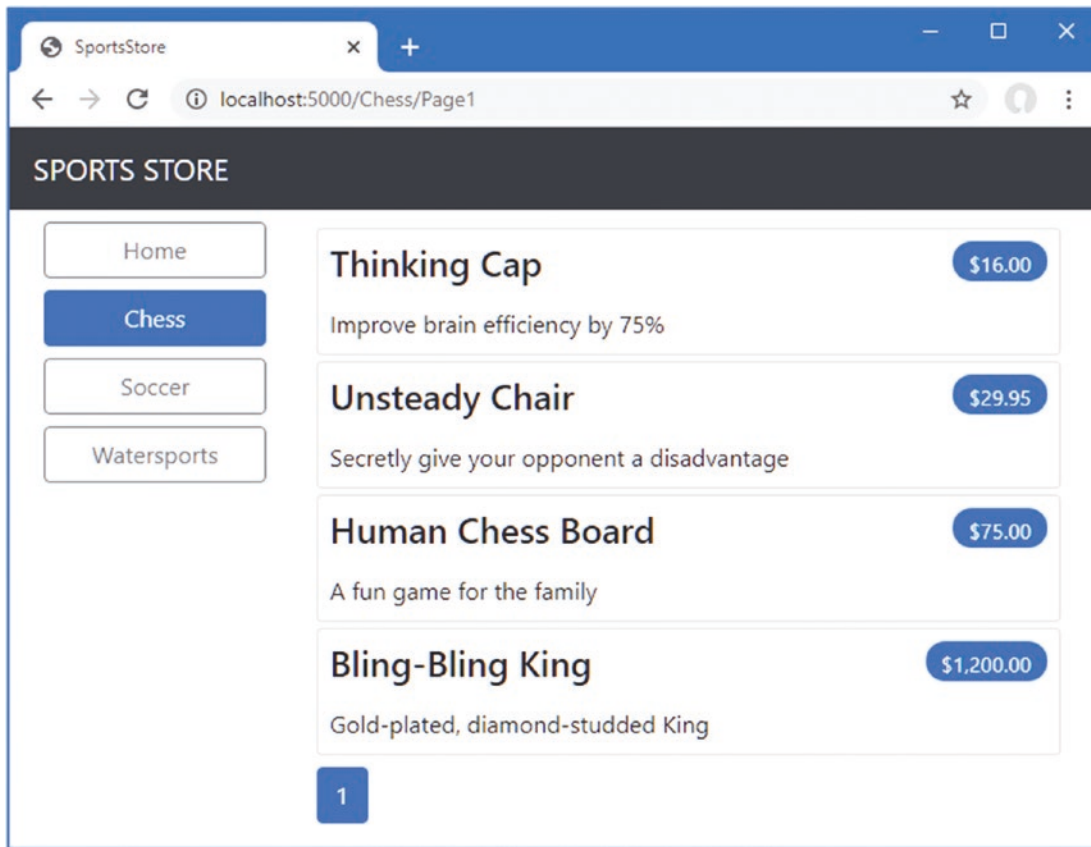 SportsStore
localhost:5000/Chess/Page1
SPORTS STORE
Home
Chess
Soccer
Watersports
Thinking Cap
$16.00
Improve brain efficiency by 75%
Unsteady Chair
$29.95
Secretly give your opponent a disadvantage
Human Chess Board
$75.00
A fun game for the family
Bling-Bling King
$1,200.00
Gold-plated, diamond-studded King
1